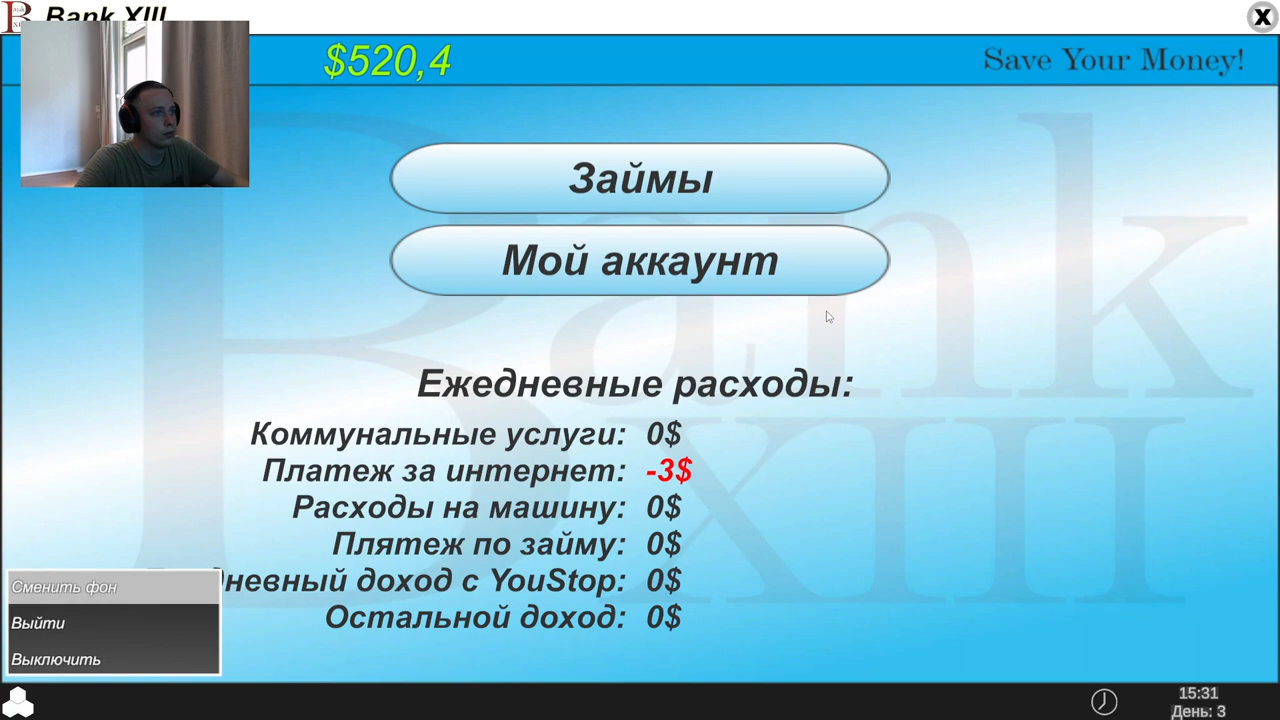 Bank XIII
$520,4
Save Your Money!
X
Займы
Мой аккаунт
Ежедневные расходы:
Коммунальные услуги: 0$
Платеж за интернет: -3$
Расходы на машину: 0$
Плятеж по займу: 0$
дневный доход с YouStop: 0$
Остальной доход: 0$
Сменить фон
Выйти
Выключить
15:31
День: 3
Bank
XIII